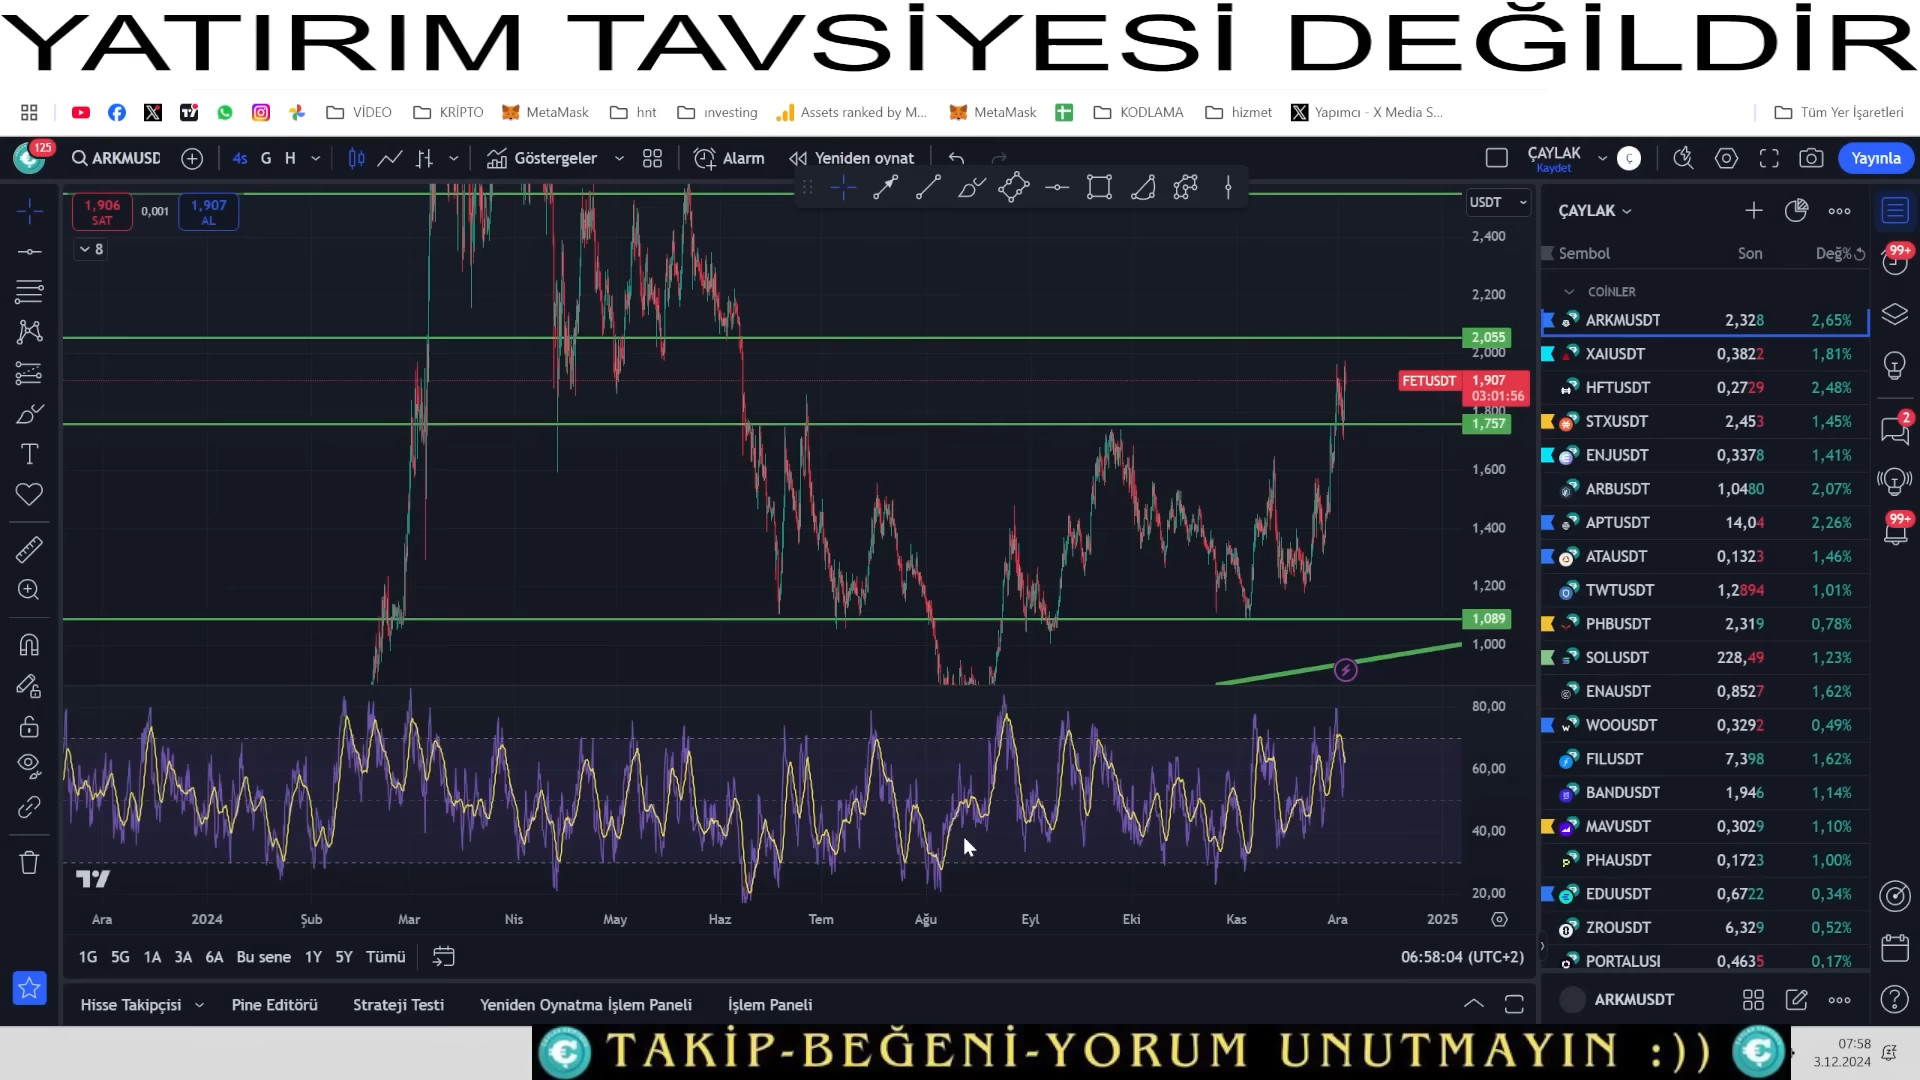 YATIRIM TAVSİYESİ DEĞİLDİR
VİDEO KRİPTO MetaMask hnt ınvesting Assets ranked by M... MetaMask KODLAMA hizmet Yapımcı - X Media S... Tüm Yer İşaretleri
125 ARKMUSD 4s G H Göstergeler Alarm Yeniden oynat ÇAYLAK Kaydet Ç Yayınla
1,906 SAT 0,001 1,907 AL
8
USDT
2,400
2,200
2,055
2,000
FETUSDT 1,907
03:01:56
1,800
1,757
1,600
1,400
1,200
1,089
1,000
80,00
60,00
40,00
20,00
Ara 2024 Şub Mar Nis May Haz Tem Ağu Eyl Eki Kas Ara 2025
1G 5G 1A 3A 6A Bu sene 1Y 5Y Tümü 06:58:04 (UTC+2)
Hisse Takipçisi Pine Editörü Strateji Testi Yeniden Oynatma İşlem Paneli İşlem Paneli
ÇAYLAK
Sembol Son Değ%
COİNLER
ARKMUSDT 2,328 2,65%
XAIUSDT 0,3822 1,81%
HFTUSDT 0,2729 2,48%
STXUSDT 2,453 1,45%
ENJUSDT 0,3378 1,41%
ARBUSDT 1,0480 2,07%
APTUSDT 14,04 2,26%
ATAUSDT 0,1323 1,46%
TWTUSDT 1,2894 1,01%
PHBUSDT 2,319 0,78%
SOLUSDT 228,49 1,23%
ENAUSDT 0,8527 1,62%
WOOUSDT 0,3292 0,49%
FILUSDT 7,398 1,62%
BANDUSDT 1,946 1,14%
MAVUSDT 0,3029 1,10%
PHAUSDT 0,1723 1,00%
EDUUSDT 0,6722 0,34%
ZROUSDT 6,329 0,52%
PORTALUSI 0,4635 0,17%
ARKMUSDT
99+
2
99+
TAKİP-BEĞENİ-YORUM UNUTMAYIN :))
07:58
3.12.2024